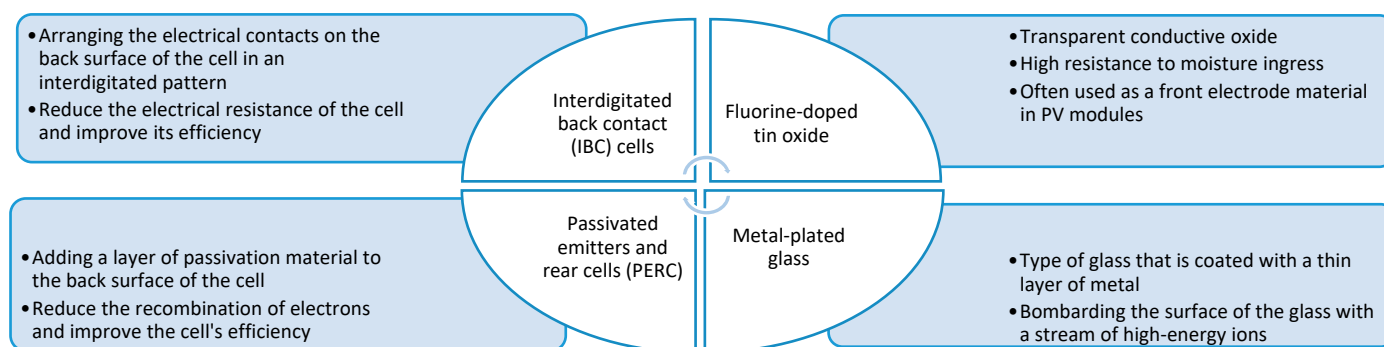 •Arranging the electrical contacts on the
back surface of the cell in an
interdigitated pattern
•Reduce the electrical resistance of the cell
and improve its efficiency
Interdigitated
back contact
(IBC) cells
Fluorine-doped
tin oxide
•Transparent conductive oxide
•High resistance to moisture ingress
•Often used as a front electrode material
in PV modules
•Adding a layer of passivation material to
the back surface of the cell
•Reduce the recombination of electrons
and improve the cell's efficiency
Passivated
emitters and
rear cells (PERC)
Metal-plated
glass
•Type of glass that is coated with a thin
layer of metal
•Bombarding the surface of the glass with
a stream of high-energy ions